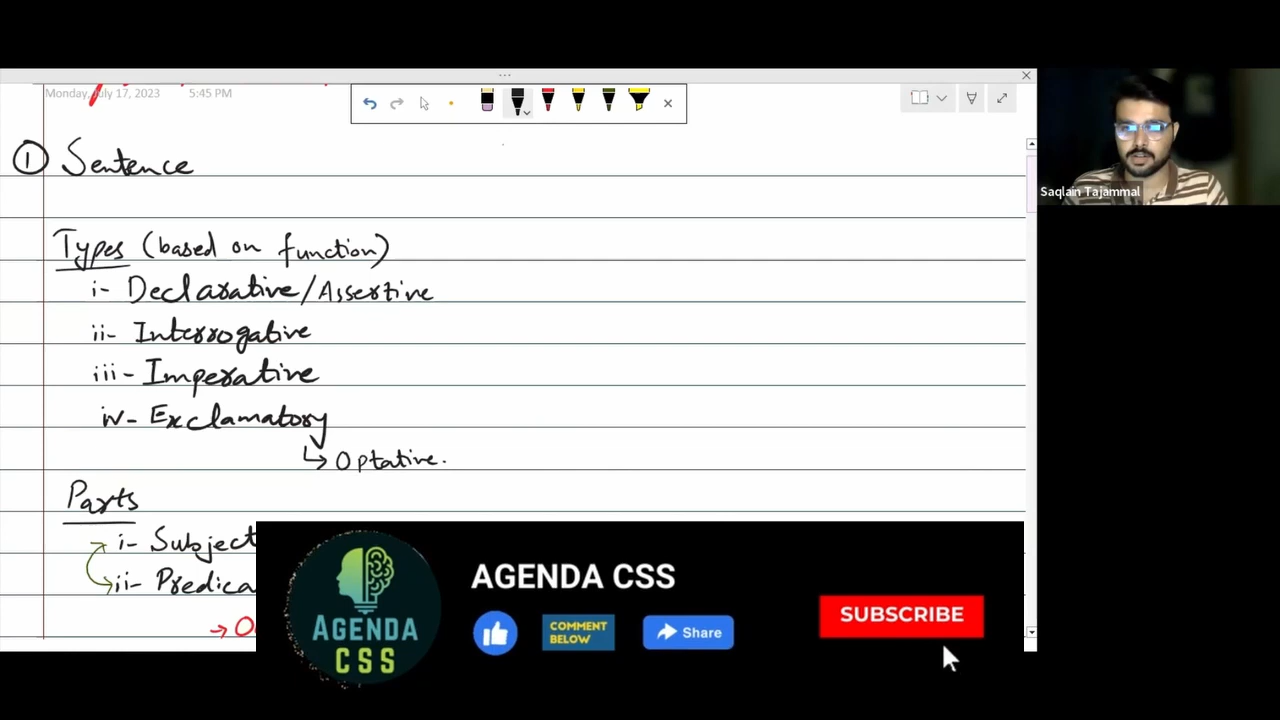 Monday, July 17, 2023 5:45 PM
① Sentence
Types (based on function)
i- Declarative/Assertive
ii- Interrogative
iii- Imperative
iv- Exclamatory
↳ Optative.
Parts
i- Subject
ii- Predica
→ O
Saqlain Tajammal
AGENDA CSS
AGENDA
CSS
COMMENT
BELOW
Share
SUBSCRIBE